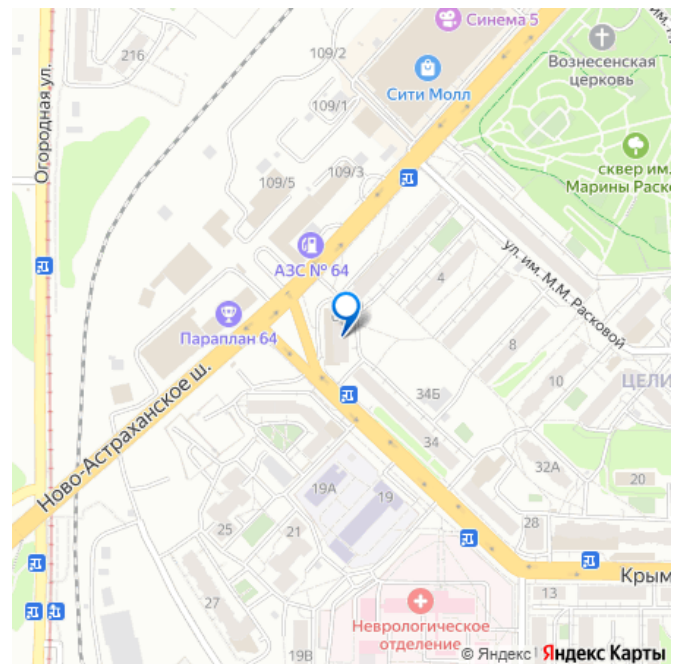 Синема 5
109/2
216
Вознесенская
церковь
Сити Молл
109/1
Огородная ул.
сквер им.
109/3
109/5
Марины Раск
4
ул. им. М.М. Расковой
АЗС № 64
Параплан 64
8
10
ЦЕЛИ
34Б
Ново-Астраханское ш.
34
32А
20
19А
19
25
21
28
Крым
13
27
Неврологическое
отделение
19В
© Яндекс
Яндекс Карты